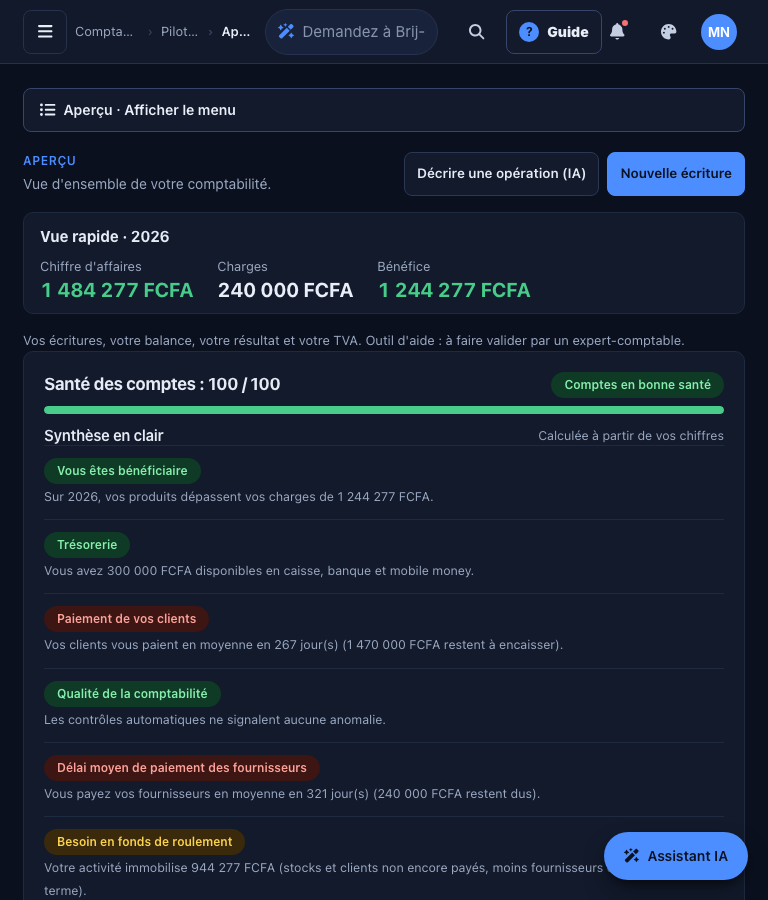 Compta... › Pilot... › Ap... Demandez à Brij- ? Guide MN
Aperçu · Afficher le menu
APERÇU
Vue d'ensemble de votre comptabilité.
Décrire une opération (IA)
Nouvelle écriture
Vue rapide · 2026
Chiffre d'affaires Charges Bénéfice
1 484 277 FCFA 240 000 FCFA 1 244 277 FCFA
Vos écritures, votre balance, votre résultat et votre TVA. Outil d'aide : à faire valider par un expert-comptable.
Santé des comptes : 100 / 100 Comptes en bonne santé
Synthèse en clair Calculée à partir de vos chiffres
Vous êtes bénéficiaire
Sur 2026, vos produits dépassent vos charges de 1 244 277 FCFA.
Trésorerie
Vous avez 300 000 FCFA disponibles en caisse, banque et mobile money.
Paiement de vos clients
Vos clients vous paient en moyenne en 267 jour(s) (1 470 000 FCFA restent à encaisser).
Qualité de la comptabilité
Les contrôles automatiques ne signalent aucune anomalie.
Délai moyen de paiement des fournisseurs
Vous payez vos fournisseurs en moyenne en 321 jour(s) (240 000 FCFA restent dus).
Besoin en fonds de roulement
Votre activité immobilise 944 277 FCFA (stocks et clients non encore payés, moins fournisseurs
terme).
Assistant IA